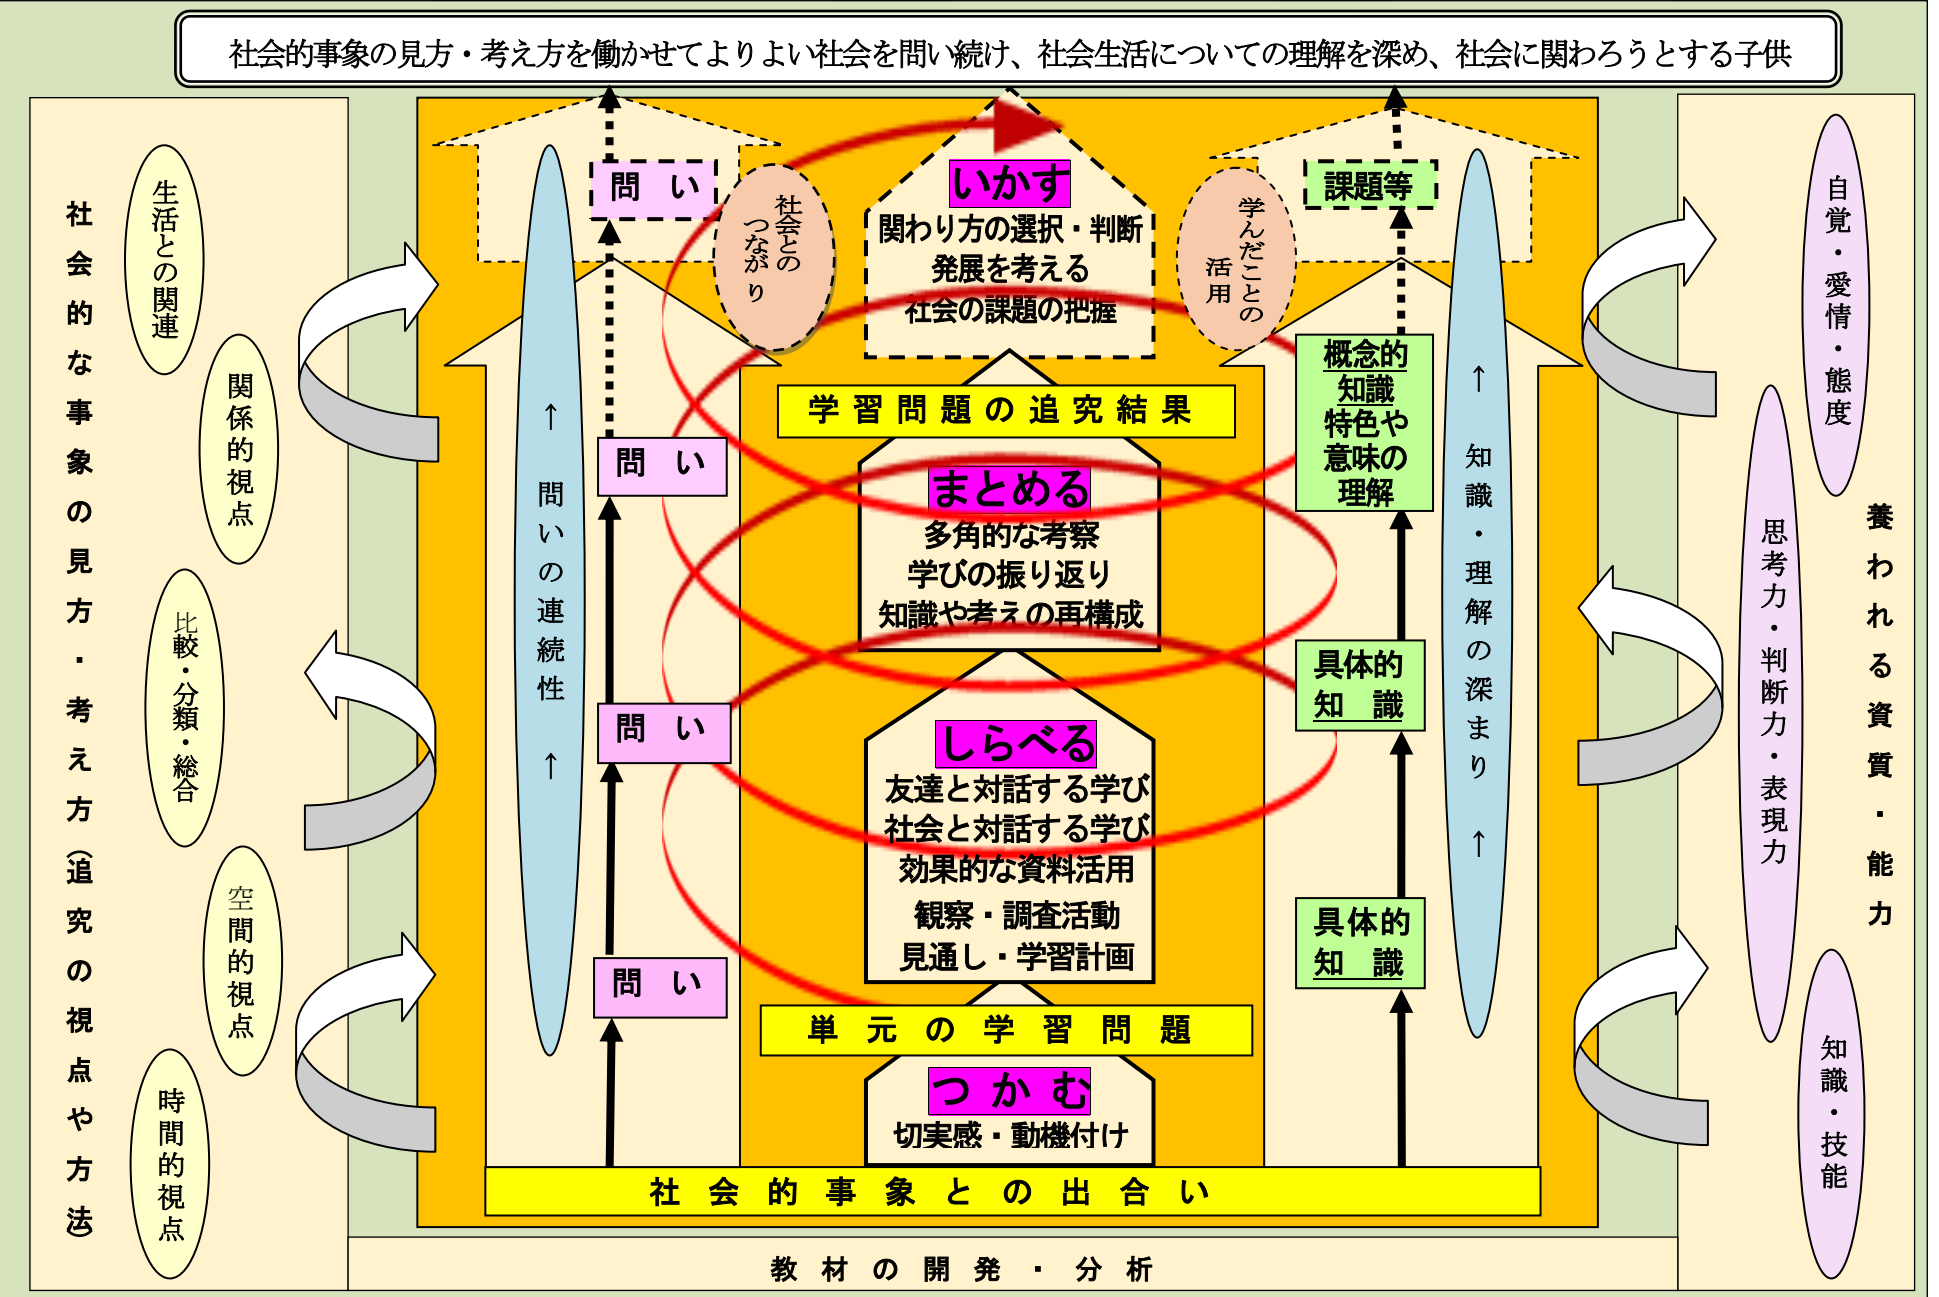 社会的事象の見方・考え方を働かせてよりよい社会を問い続け、社会生活についての理解を深め、社会に関わろうとする子供
社会的な事象の見方・考え方（追究の視点や方法）
生活との関連
関係的視点
比較・分類・総合
空間的視点
時間的視点
↑ 問いの連続性 ↑
問 い
問 い
問 い
問 い
社会との
つながり
いかす
関わり方の選択・判断
発展を考える
社会の課題の把握
学習問題の追究結果
まとめる
多角的な考察
学びの振り返り
知識や考えの再構成
しらべる
友達と対話する学び
社会と対話する学び
効果的な資料活用
観察・調査活動
見通し・学習計画
単元の学習問題
つかむ
切実感・動機付け
社会的事象との出合い
学んだことの
活用
課題等
概念的
知識
特色や
意味の
理解
具体的
知 識
具体的
知 識
↑ 知識・理解の深まり ↑
自覚・愛情・態度
思考力・判断力・表現力
知識・技能
養われる資質・能力
教材の開発・分析